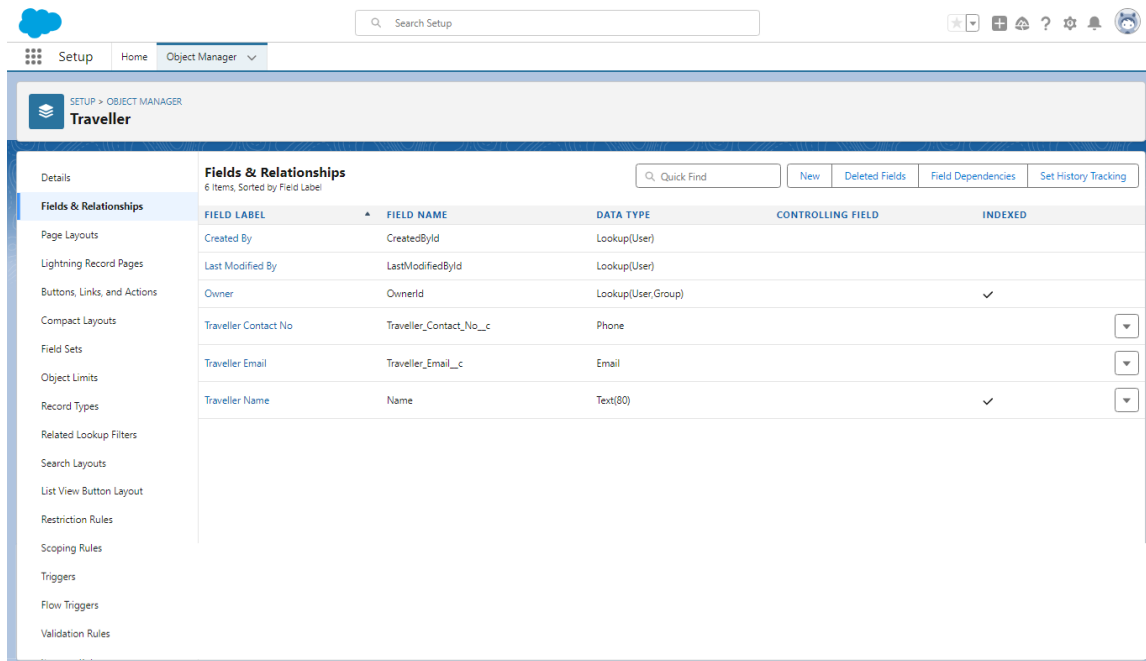 Search Setup
Setup Home Object Manager
SETUP > OBJECT MANAGER
Traveller
Details
Fields & Relationships
Page Layouts
Lightning Record Pages
Buttons, Links, and Actions
Compact Layouts
Field Sets
Object Limits
Record Types
Related Lookup Filters
Search Layouts
List View Button Layout
Restriction Rules
Scoping Rules
Triggers
Flow Triggers
Validation Rules
Fields & Relationships
6 Items, Sorted by Field Label
Quick Find New Deleted Fields Field Dependencies Set History Tracking
FIELD LABEL FIELD NAME DATA TYPE CONTROLLING FIELD INDEXED
Created By CreatedById Lookup(User)
Last Modified By LastModifiedById Lookup(User)
Owner OwnerId Lookup(User,Group)
Traveller Contact No Traveller_Contact_No__c Phone
Traveller Email Traveller_Email__c Email
Traveller Name Name Text(80)